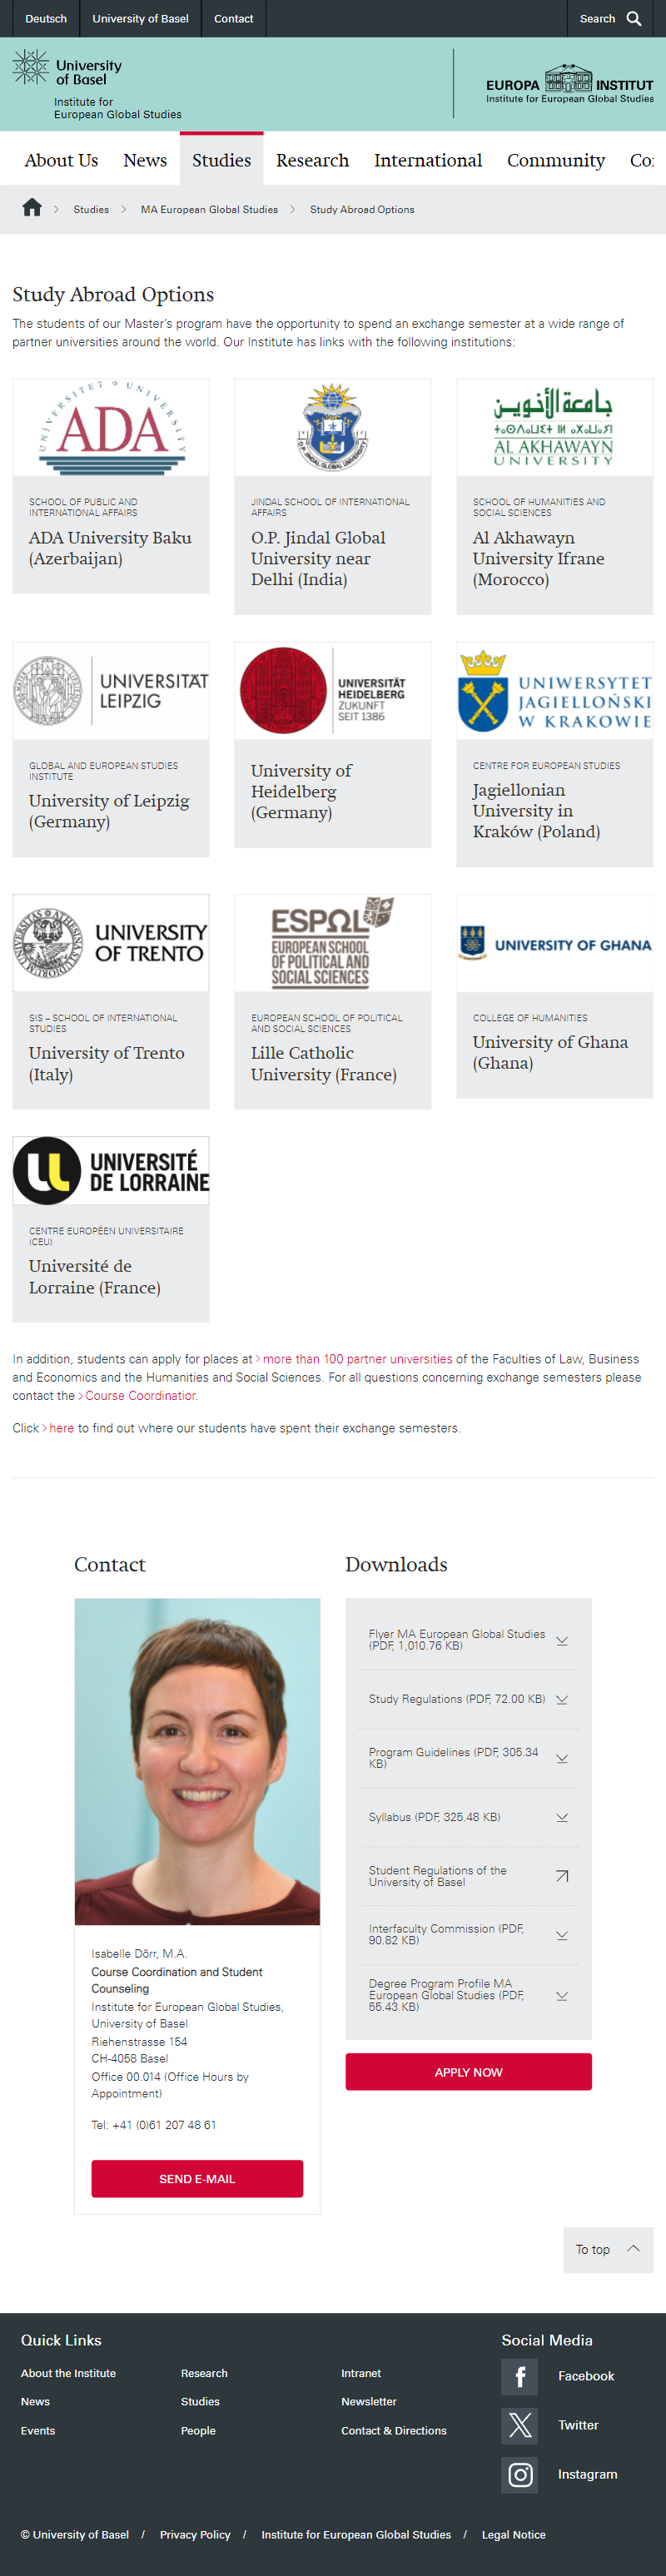 Deutsch
University of Basel
Contact
Search
University
of Basel
Institute for
European Global Studies
EUROPA INSTITUT
Institute for European Global Studies
About Us
News
Studies
Research
International
Community
Studies
MA European Global Studies
Study Abroad Options
Study Abroad Options
The students of our Master's program have the opportunity to spend an exchange semester at a wide range of
partner universities around the world. Our Institute has links with the following institutions:
UNIVERSITET UNIVERSITY
ADA
SCHOOL OF PUBLIC AND
INTERNATIONAL AFFAIRS
ADA University Baku
(Azerbaijan)
O.P. JINDAL GLOBAL
UNIVERSITY
JINDAL SCHOOL OF INTERNATIONAL
AFFAIRS
O.P. Jindal Global
University near
Delhi (India)
جامعة الأخوين
AL AKHAWAYN
UNIVERSITY
SCHOOL OF HUMANITIES AND
SOCIAL SCIENCES
Al Akhawayn
University Ifrane
(Morocco)
UNIVERSITÄT
LEIPZIG
GLOBAL AND EUROPEAN STUDIES
INSTITUTE
University of Leipzig
(Germany)
UNIVERSITÄT
HEIDELBERG
ZUKUNFT
SEIT 1386
University of
Heidelberg
(Germany)
UNIWERSYTET
JAGIELLOŃSKI
W KRAKOWIE
CENTRE FOR EUROPEAN STUDIES
Jagiellonian
University in
Kraków (Poland)
UNIVERSITY
OF TRENTO
SIS – SCHOOL OF INTERNATIONAL
STUDIES
University of Trento
(Italy)
ESPΩL
EUROPEAN SCHOOL
OF POLITICAL AND
SOCIAL SCIENCES
EUROPEAN SCHOOL OF POLITICAL
AND SOCIAL SCIENCES
Lille Catholic
University (France)
UNIVERSITY OF GHANA
COLLEGE OF HUMANITIES
University of Ghana
(Ghana)
UNIVERSITÉ
DE LORRAINE
CENTRE EUROPÉEN UNIVERSITAIRE
(CEU)
Université de
Lorraine (France)
In addition, students can apply for places at more than 100 partner universities of the Faculties of Law, Business
and Economics and the Humanities and Social Sciences. For all questions concerning exchange semesters please
contact the Course Coordinatior.
Click here to find out where our students have spent their exchange semesters.
Contact
Isabelle Dörr, M.A.
Course Coordination and Student
Counseling
Institute for European Global Studies,
University of Basel
Riehenstrasse 154
CH-4058 Basel
Office 00.014 (Office Hours by
Appointment)
Tel: +41 (0)61 207 48 61
SEND E-MAIL
Downloads
Flyer MA European Global Studies
(PDF, 1,010.76 KB)
Study Regulations (PDF, 72.00 KB)
Program Guidelines (PDF, 305.34
KB)
Syllabus (PDF, 325.48 KB)
Student Regulations of the
University of Basel
Interfaculty Commission (PDF,
90.82 KB)
Degree Program Profile MA
European Global Studies (PDF,
55.43 KB)
APPLY NOW
To top
Quick Links
About the Institute
Research
Intranet
News
Studies
Newsletter
Events
People
Contact & Directions
Social Media
Facebook
Twitter
Instagram
© University of Basel / Privacy Policy / Institute for European Global Studies / Legal Notice